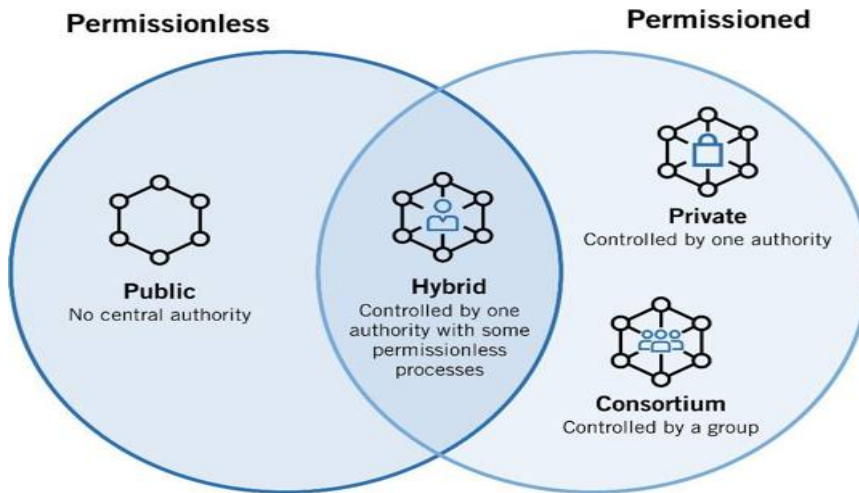 Permissionless
Permissioned
Public
No central authority
Hybrid
Controlled by one
authority with some
permissionless
processes
Private
Controlled by one authority
Consortium
Controlled by a group